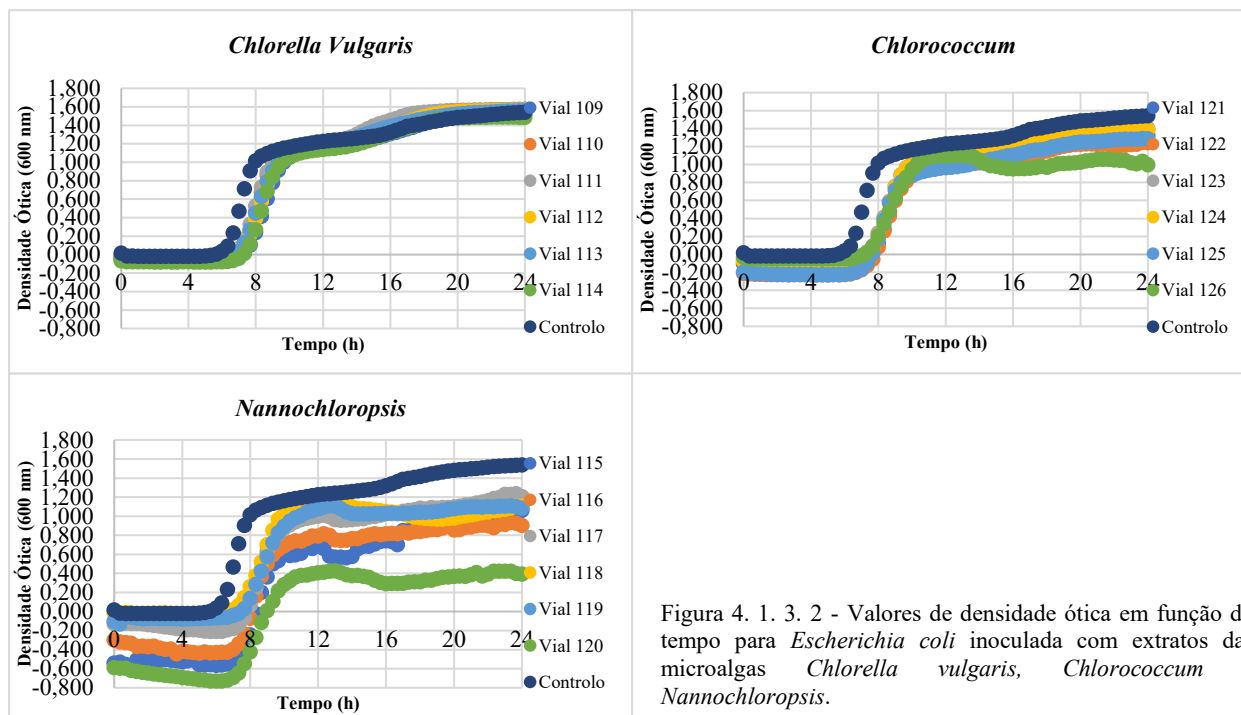 Chlorella Vulgaris
Densidade Ótica (600 nm)
1,800
1,600
1,400
1,200
1,000
0,800
0,600
0,400
0,200
0,000
-0,200
-0,400
-0,600
-0,800
0 4 8 12 16 20 24
Tempo (h)
Vial 109
Vial 110
Vial 111
Vial 112
Vial 113
Vial 114
Controlo
Chlorococcum
Densidade Ótica (600 nm)
1,800
1,600
1,400
1,200
1,000
0,800
0,600
0,400
0,200
0,000
-0,200
-0,400
-0,600
-0,800
0 4 8 12 16 20 24
Tempo (h)
Vial 121
Vial 122
Vial 123
Vial 124
Vial 125
Vial 126
Controlo
Nannochloropsis
Densidade Ótica (600 nm)
1,800
1,600
1,400
1,200
1,000
0,800
0,600
0,400
0,200
0,000
-0,200
-0,400
-0,600
-0,800
0 4 8 12 16 20 24
Tempo (h)
Vial 115
Vial 116
Vial 117
Vial 118
Vial 119
Vial 120
Controlo
Figura 4. 1. 3. 2 - Valores de densidade ótica em função d
tempo para Escherichia coli inoculada com extratos da
microalgas Chlorella vulgaris, Chlorococcum
Nannochloropsis.